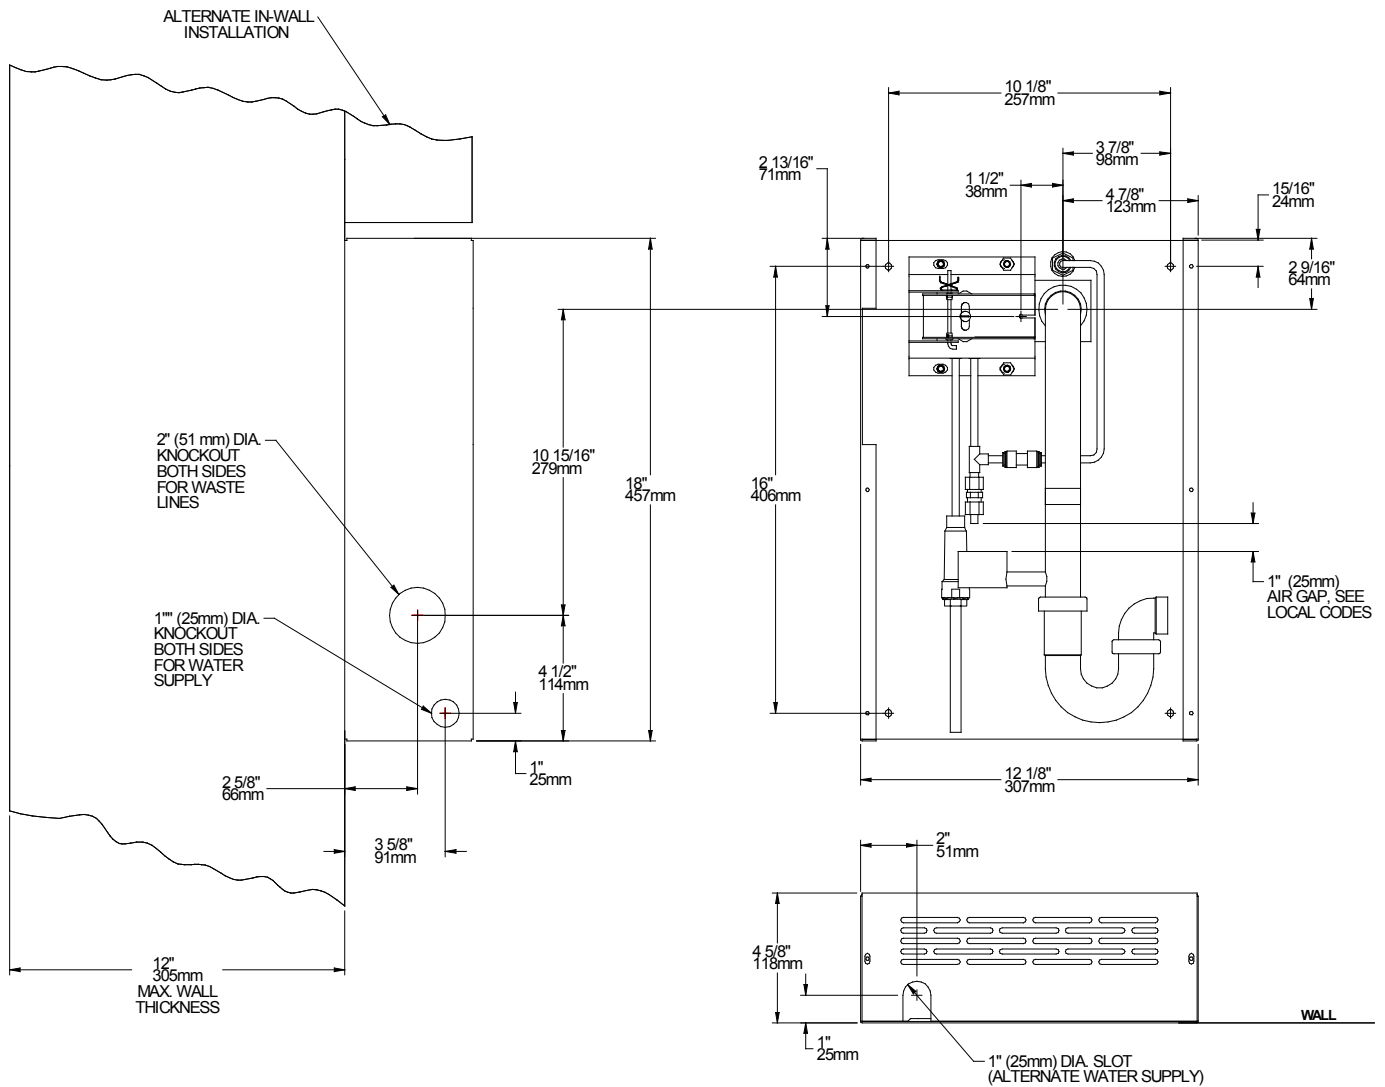 ALTERNATE IN-WALL
INSTALLATION
10 1/8"
257mm
3 7/8"
98mm
2 13/16"
71mm
1 1/2"
38mm
4 7/8"
123mm
15/16"
24mm
2 9/16"
64mm
2" (51 mm) DIA.
KNOCKOUT
BOTH SIDES
FOR WASTE
LINES
10 15/16"
279mm
18"
457mm
16"
406mm
1" (25mm)
AIR GAP, SEE
LOCAL CODES
1"" (25mm) DIA.
KNOCKOUT
BOTH SIDES
FOR WATER
SUPPLY
4 1/2"
114mm
2 5/8"
66mm
1"
25mm
12 1/8"
307mm
3 5/8"
91mm
2"
51mm
12"
305mm
MAX. WALL
THICKNESS
4 5/8"
118mm
1"
25mm
WALL
1" (25mm) DIA. SLOT
(ALTERNATE WATER SUPPLY)